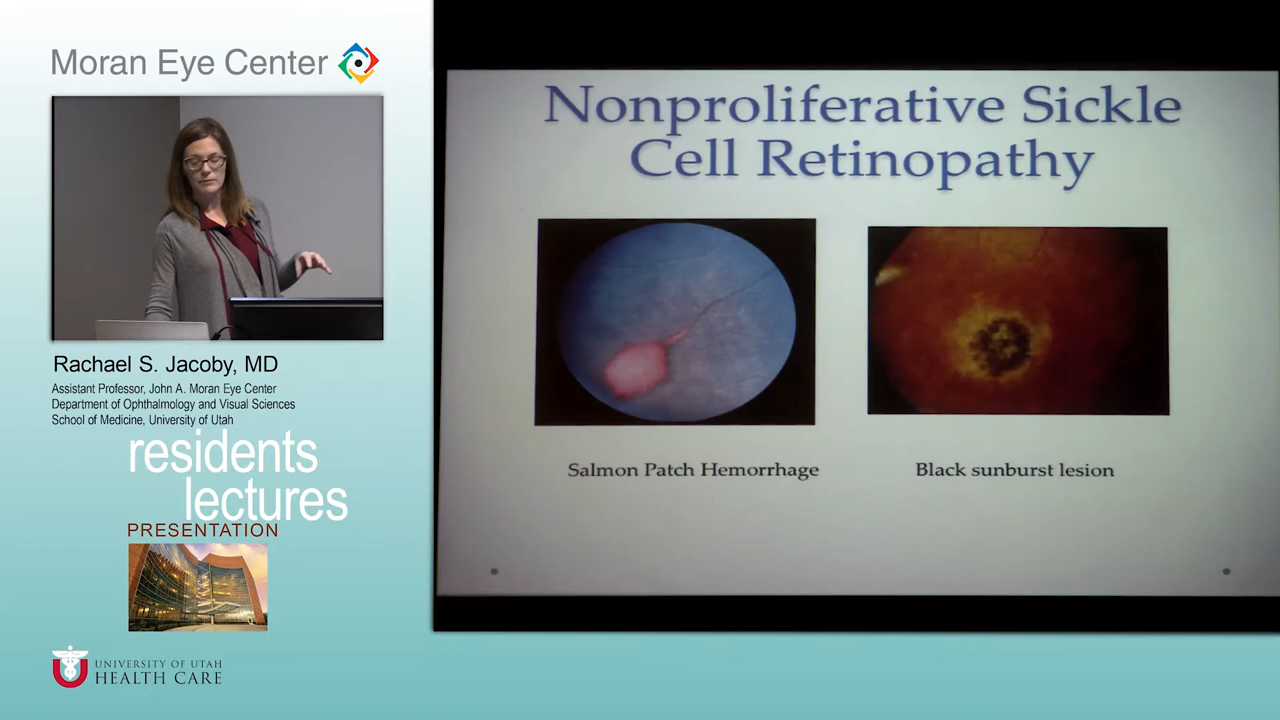 Moran Eye Center
Rachael S. Jacoby, MD
Assistant Professor, John A. Moran Eye Center
Department of Ophthalmology and Visual Sciences
School of Medicine, University of Utah
residents
lectures
PRESENTATION
UNIVERSITY OF UTAH
HEALTH CARE
Nonproliferative Sickle
Cell Retinopathy
Salmon Patch Hemorrhage
Black sunburst lesion